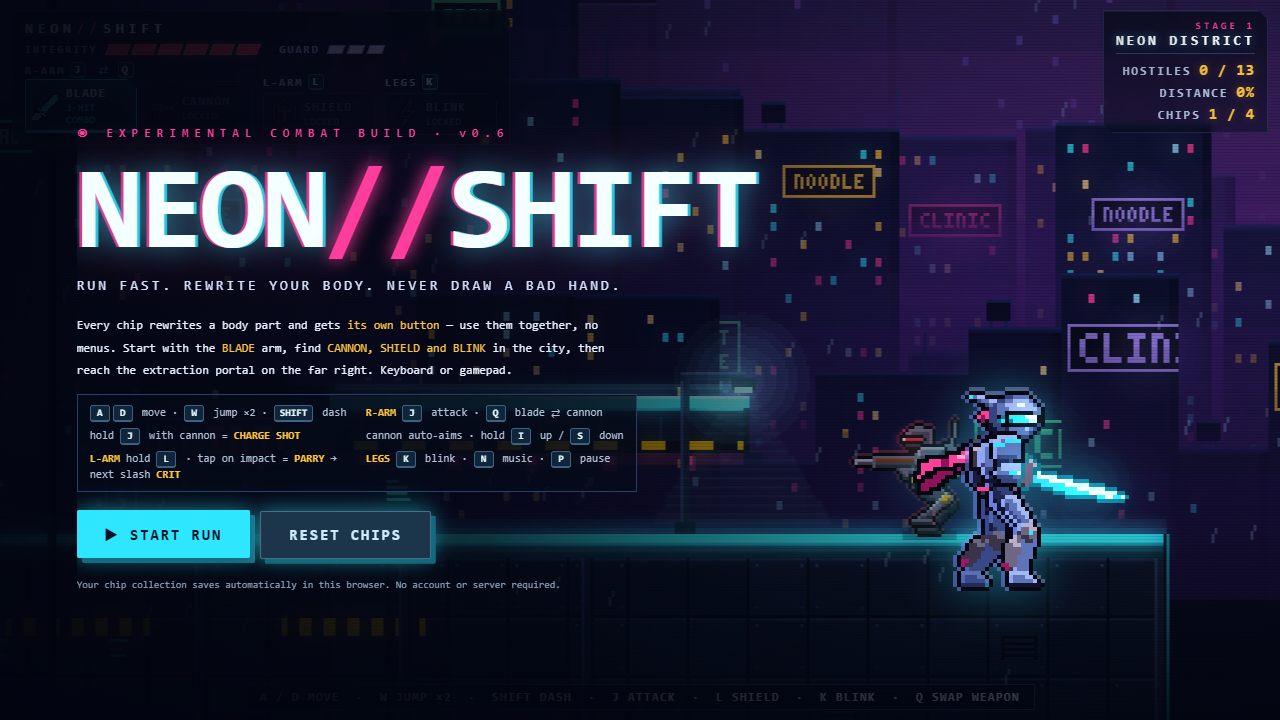 NEON//SHIFT
INTEGRITY GUARD
R-ARM J ⇄ Q
L-ARM L
LEGS K
BLADE
3-HIT COMBO
CANNON
LOCKED
SHIELD
LOCKED
BLINK
LOCKED
STAGE 1
NEON DISTRICT
HOSTILES 0 / 13
DISTANCE 0%
CHIPS 1 / 4
◉ EXPERIMENTAL COMBAT BUILD · v0.6
NEON//SHIFT
RUN FAST. REWRITE YOUR BODY. NEVER DRAW A BAD HAND.
Every chip rewrites a body part and gets its own button — use them together, no
menus. Start with the BLADE arm, find CANNON, SHIELD and BLINK in the city, then
reach the extraction portal on the far right. Keyboard or gamepad.
A D move · W jump ×2 · SHIFT dash
R-ARM J attack · Q blade ⇄ cannon
hold J with cannon = CHARGE SHOT
cannon auto-aims · hold I up / S down
L-ARM hold L · tap on impact = PARRY →
next slash CRIT
LEGS K blink · N music · P pause
▶ START RUN
RESET CHIPS
Your chip collection saves automatically in this browser. No account or server required.
NOODLE
CLINIC
NOODLE
CLINI
A / D MOVE · W JUMP ×2 · SHIFT DASH · J ATTACK · L SHIELD · K BLINK · Q SWAP WEAPON